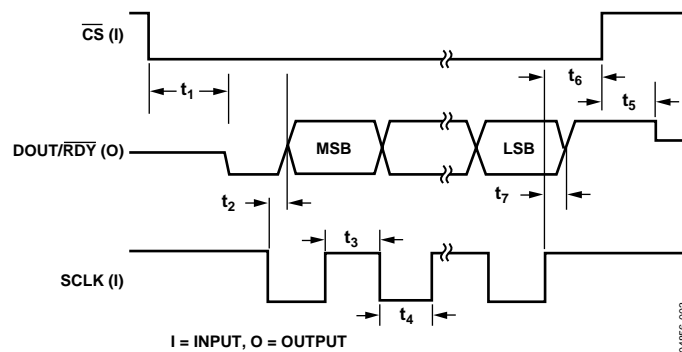 CS (I)
t1
t6
t5
DOUT/RDY (O)
MSB
LSB
t2
t7
t3
SCLK (I)
t4
I = INPUT, O = OUTPUT